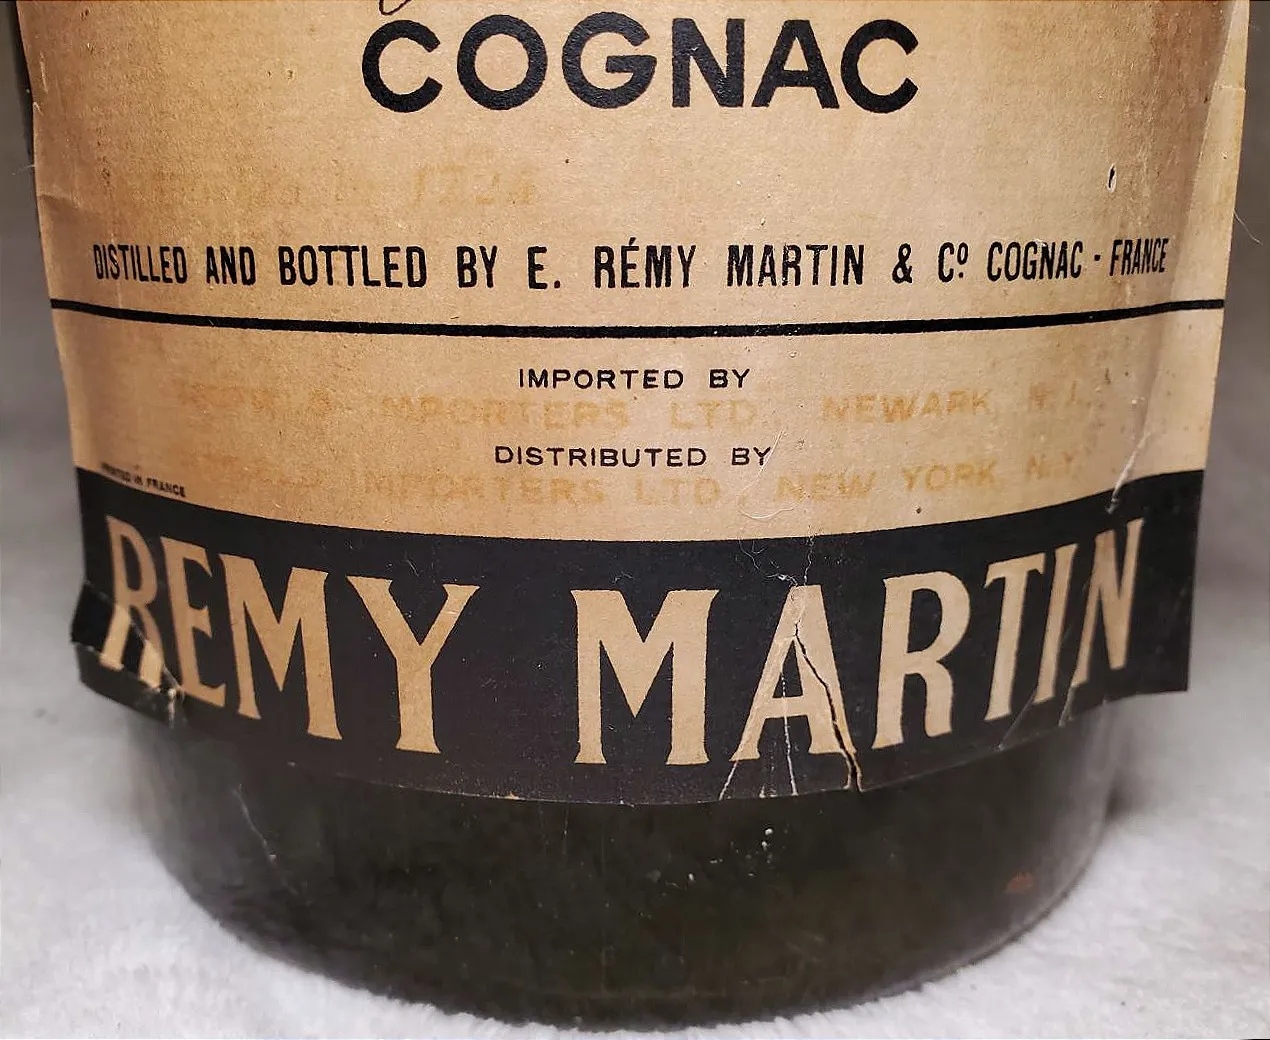 COGNAC
1724
DISTILLED AND BOTTLED BY E. RÉMY MARTIN & Cº COGNAC - FRANCE
IMPORTED BY
IMPORTERS LTD. NEWARK, N.J.
DISTRIBUTED BY
IMPORTERS LTD. NEW YORK N.Y.
PRINTED IN FRANCE
REMY MARTIN